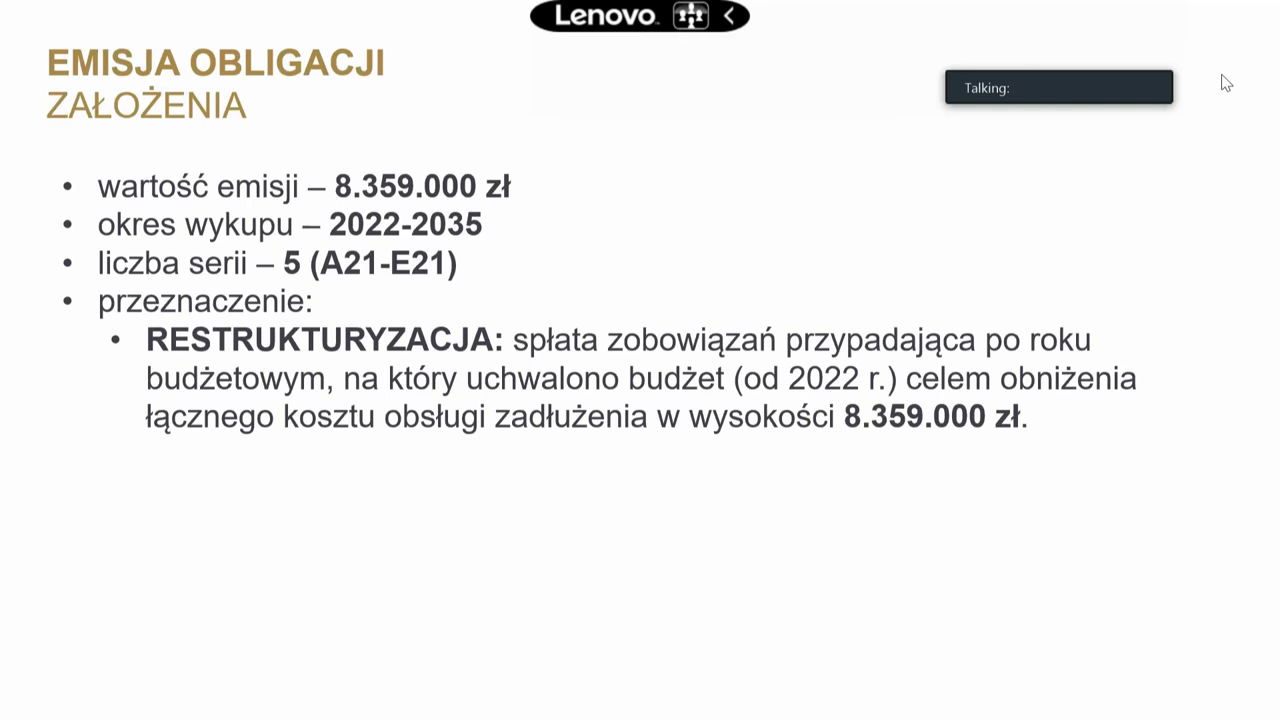 Lenovo
EMISJA OBLIGACJI
ZAŁOŻENIA
Talking:
• wartość emisji – 8.359.000 zł
• okres wykupu – 2022-2035
• liczba serii – 5 (A21-E21)
• przeznaczenie:
• RESTRUKTURYZACJA: spłata zobowiązań przypadająca po roku
budżetowym, na który uchwalono budżet (od 2022 r.) celem obniżenia
łącznego kosztu obsługi zadłużenia w wysokości 8.359.000 zł.